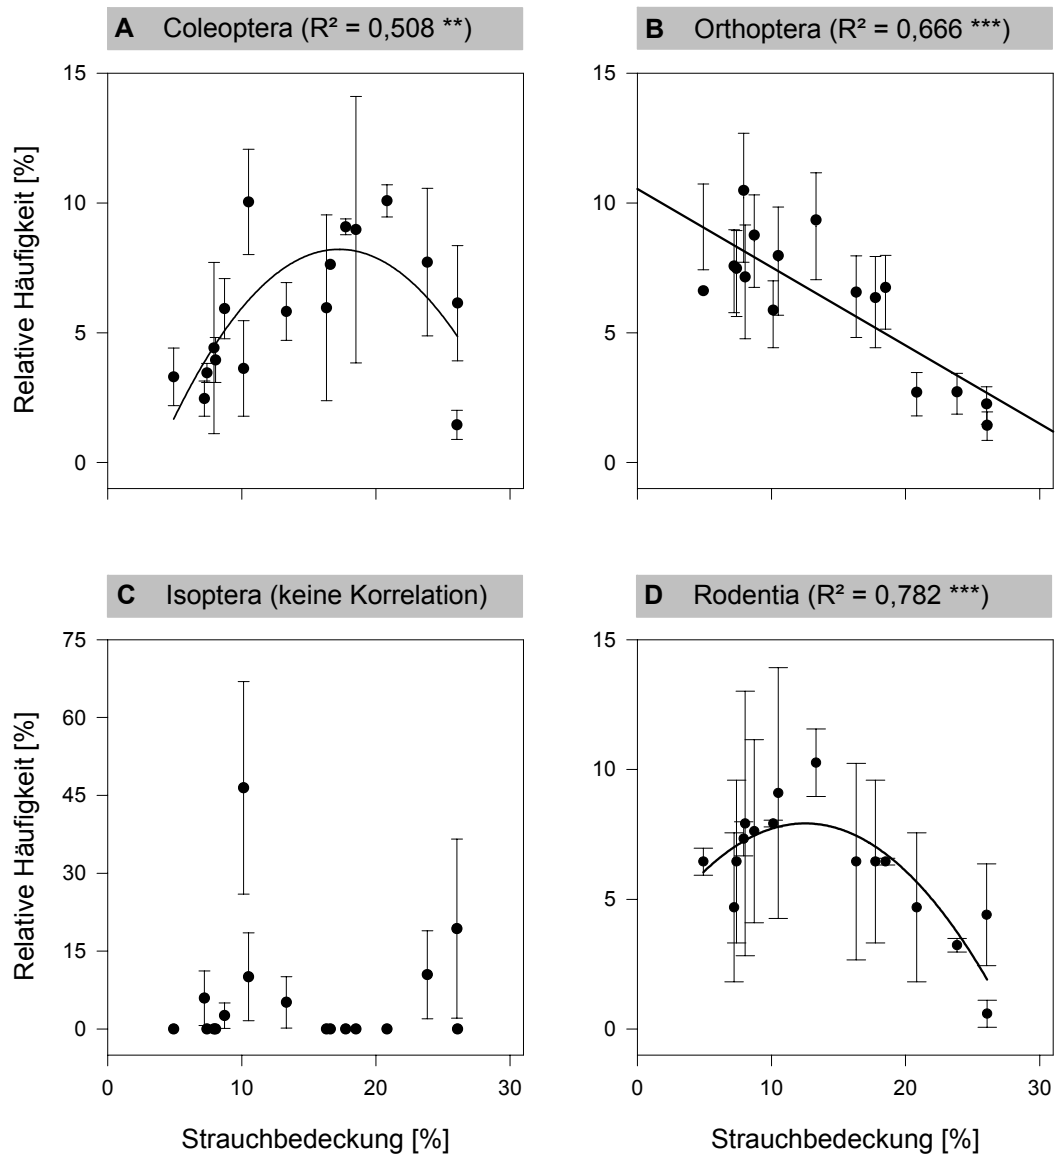 A Coleoptera (R² = 0,508 **)
B Orthoptera (R² = 0,666 ***)
Relative Häufigkeit [%]
15
10
5
0
15
10
5
0
C Isoptera (keine Korrelation)
D Rodentia (R² = 0,782 ***)
Relative Häufigkeit [%]
75
60
45
30
15
0
15
10
5
0
0 10 20 30
0 10 20 30
Strauchbedeckung [%]
Strauchbedeckung [%]